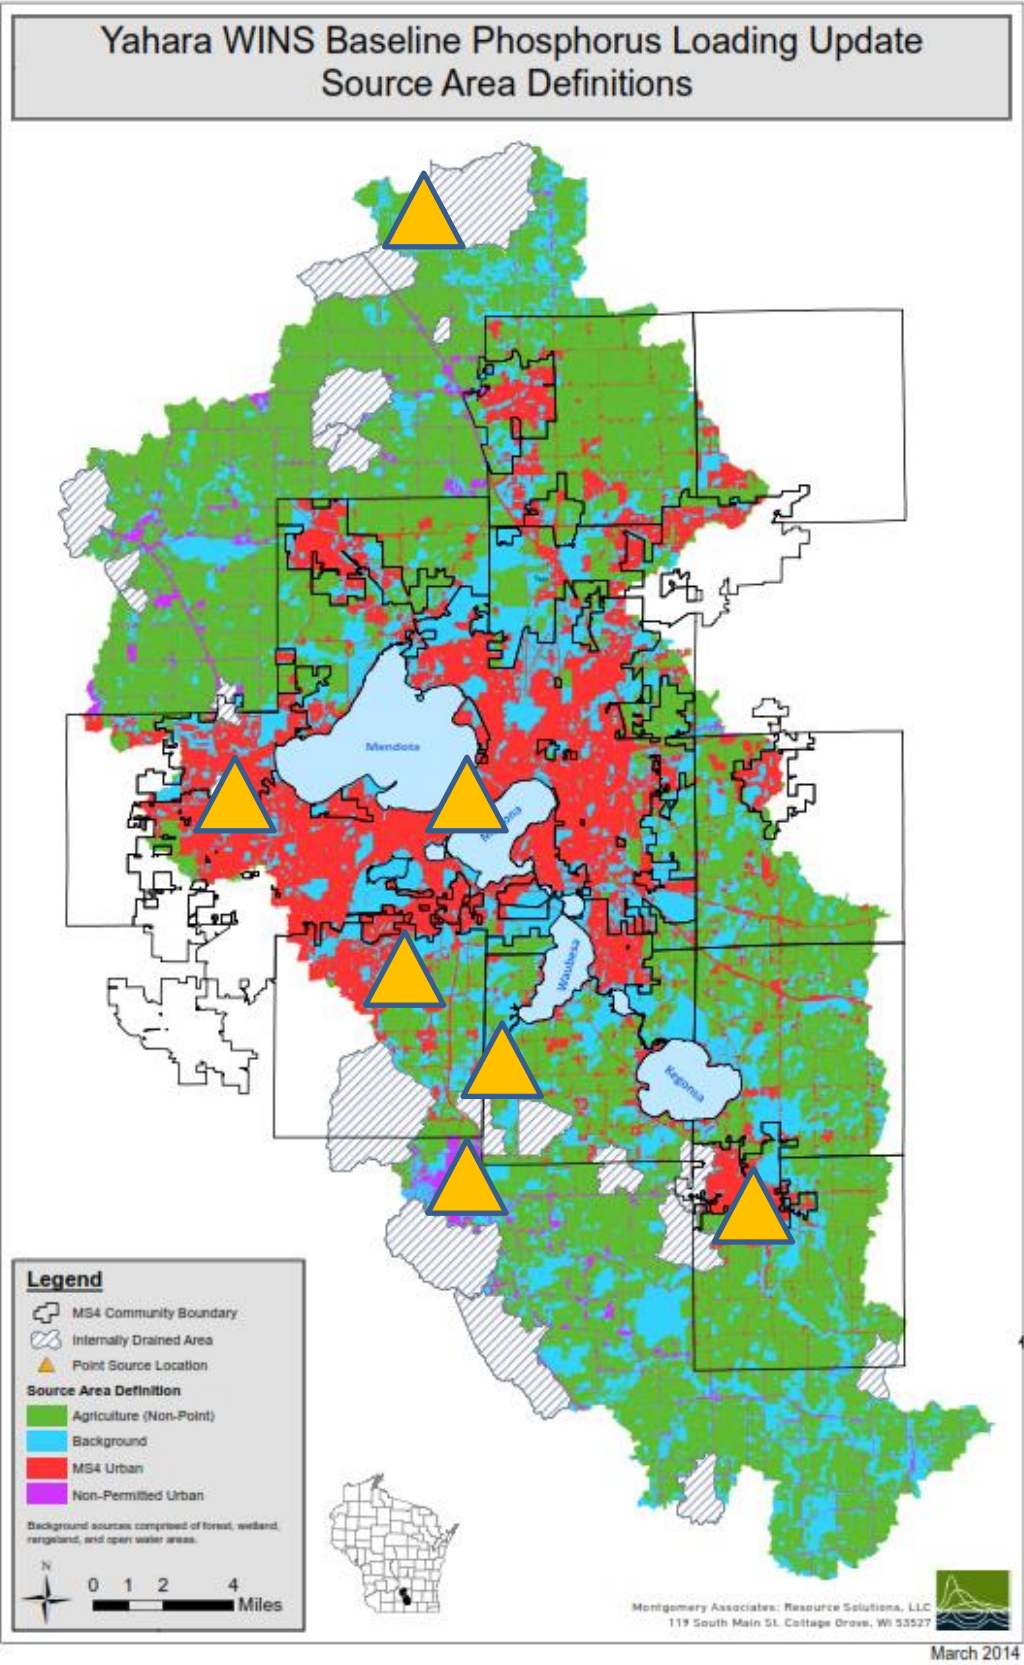 Yahara WINS Baseline Phosphorus Loading Update
Source Area Definitions
Mendota
Waubesa
Kegonsa
Legend
MS4 Community Boundary
Internally Drained Area
Point Source Location
Source Area Definition
Agriculture (Non-Point)
Background
MS4 Urban
Non-Permitted Urban
Background sources comprised of forest, wetland,
rangeland, and open water areas.
N
0 1 2 4
Miles
Montgomery Associates: Resource Solutions, LLC
119 South Main St. Cottage Grove, WI 53527
March 2014